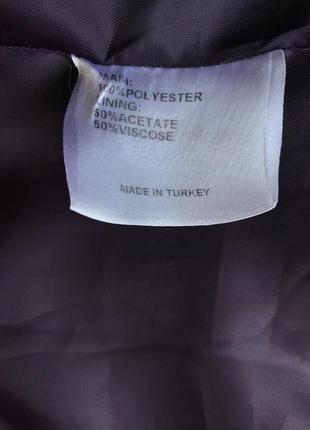 MAIN:
100%POLYESTER
LINING:
50%ACETATE
50%VISCOSE
MADE IN TURKEY